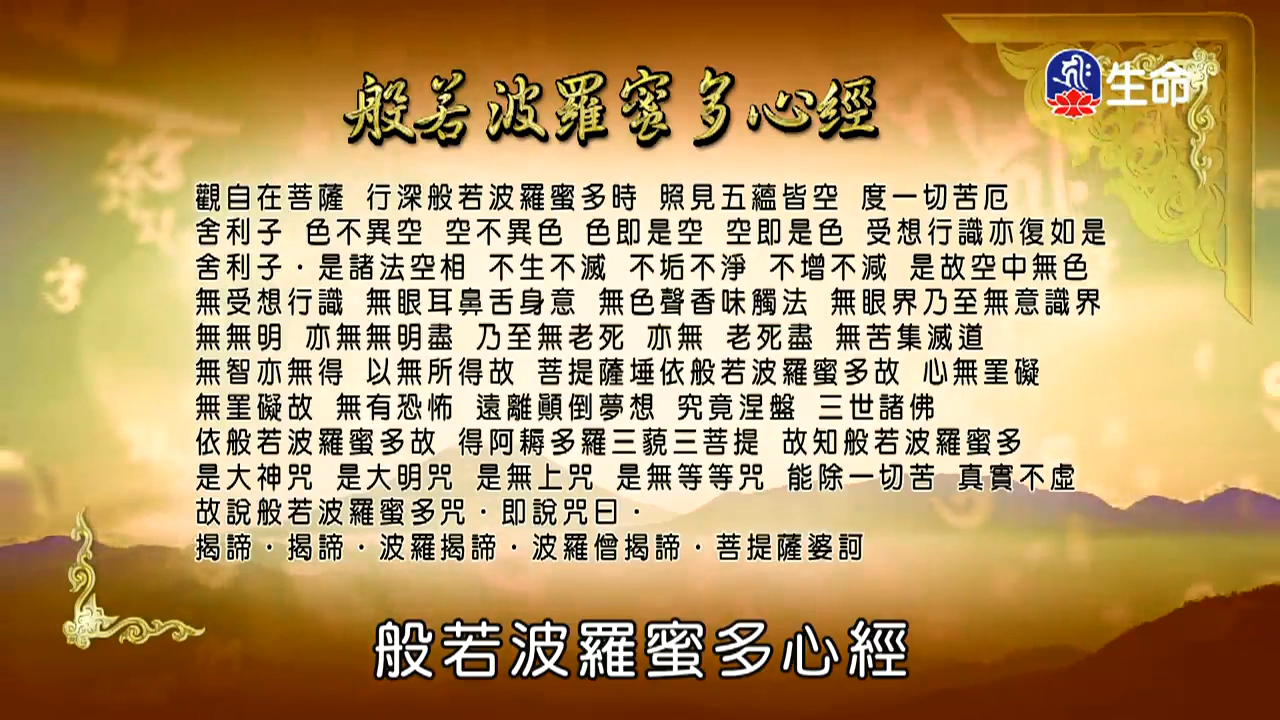 般若波羅蜜多心經
生命
觀自在菩薩 行深般若波羅蜜多時 照見五蘊皆空 度一切苦厄
舍利子 色不異空 空不異色 色即是空 空即是色 受想行識亦復如是
舍利子．是諸法空相 不生不滅 不垢不淨 不增不減 是故空中無色
無受想行識 無眼耳鼻舌身意 無色聲香味觸法 無眼界乃至無意識界
無無明 亦無無明盡 乃至無老死 亦無 老死盡 無苦集滅道
無智亦無得 以無所得故 菩提薩埵依般若波羅蜜多故 心無罣礙
無罣礙故 無有恐怖 遠離顚倒夢想 究竟涅盤 三世諸佛
依般若波羅蜜多故 得阿耨多羅三藐三菩提 故知般若波羅蜜多
是大神咒 是大明咒 是無上咒 是無等等咒 能除一切苦 真實不虛
故說般若波羅蜜多咒．即說咒曰．
揭諦．揭諦．波羅揭諦．波羅僧揭諦．菩提薩婆訶
般若波羅蜜多心經